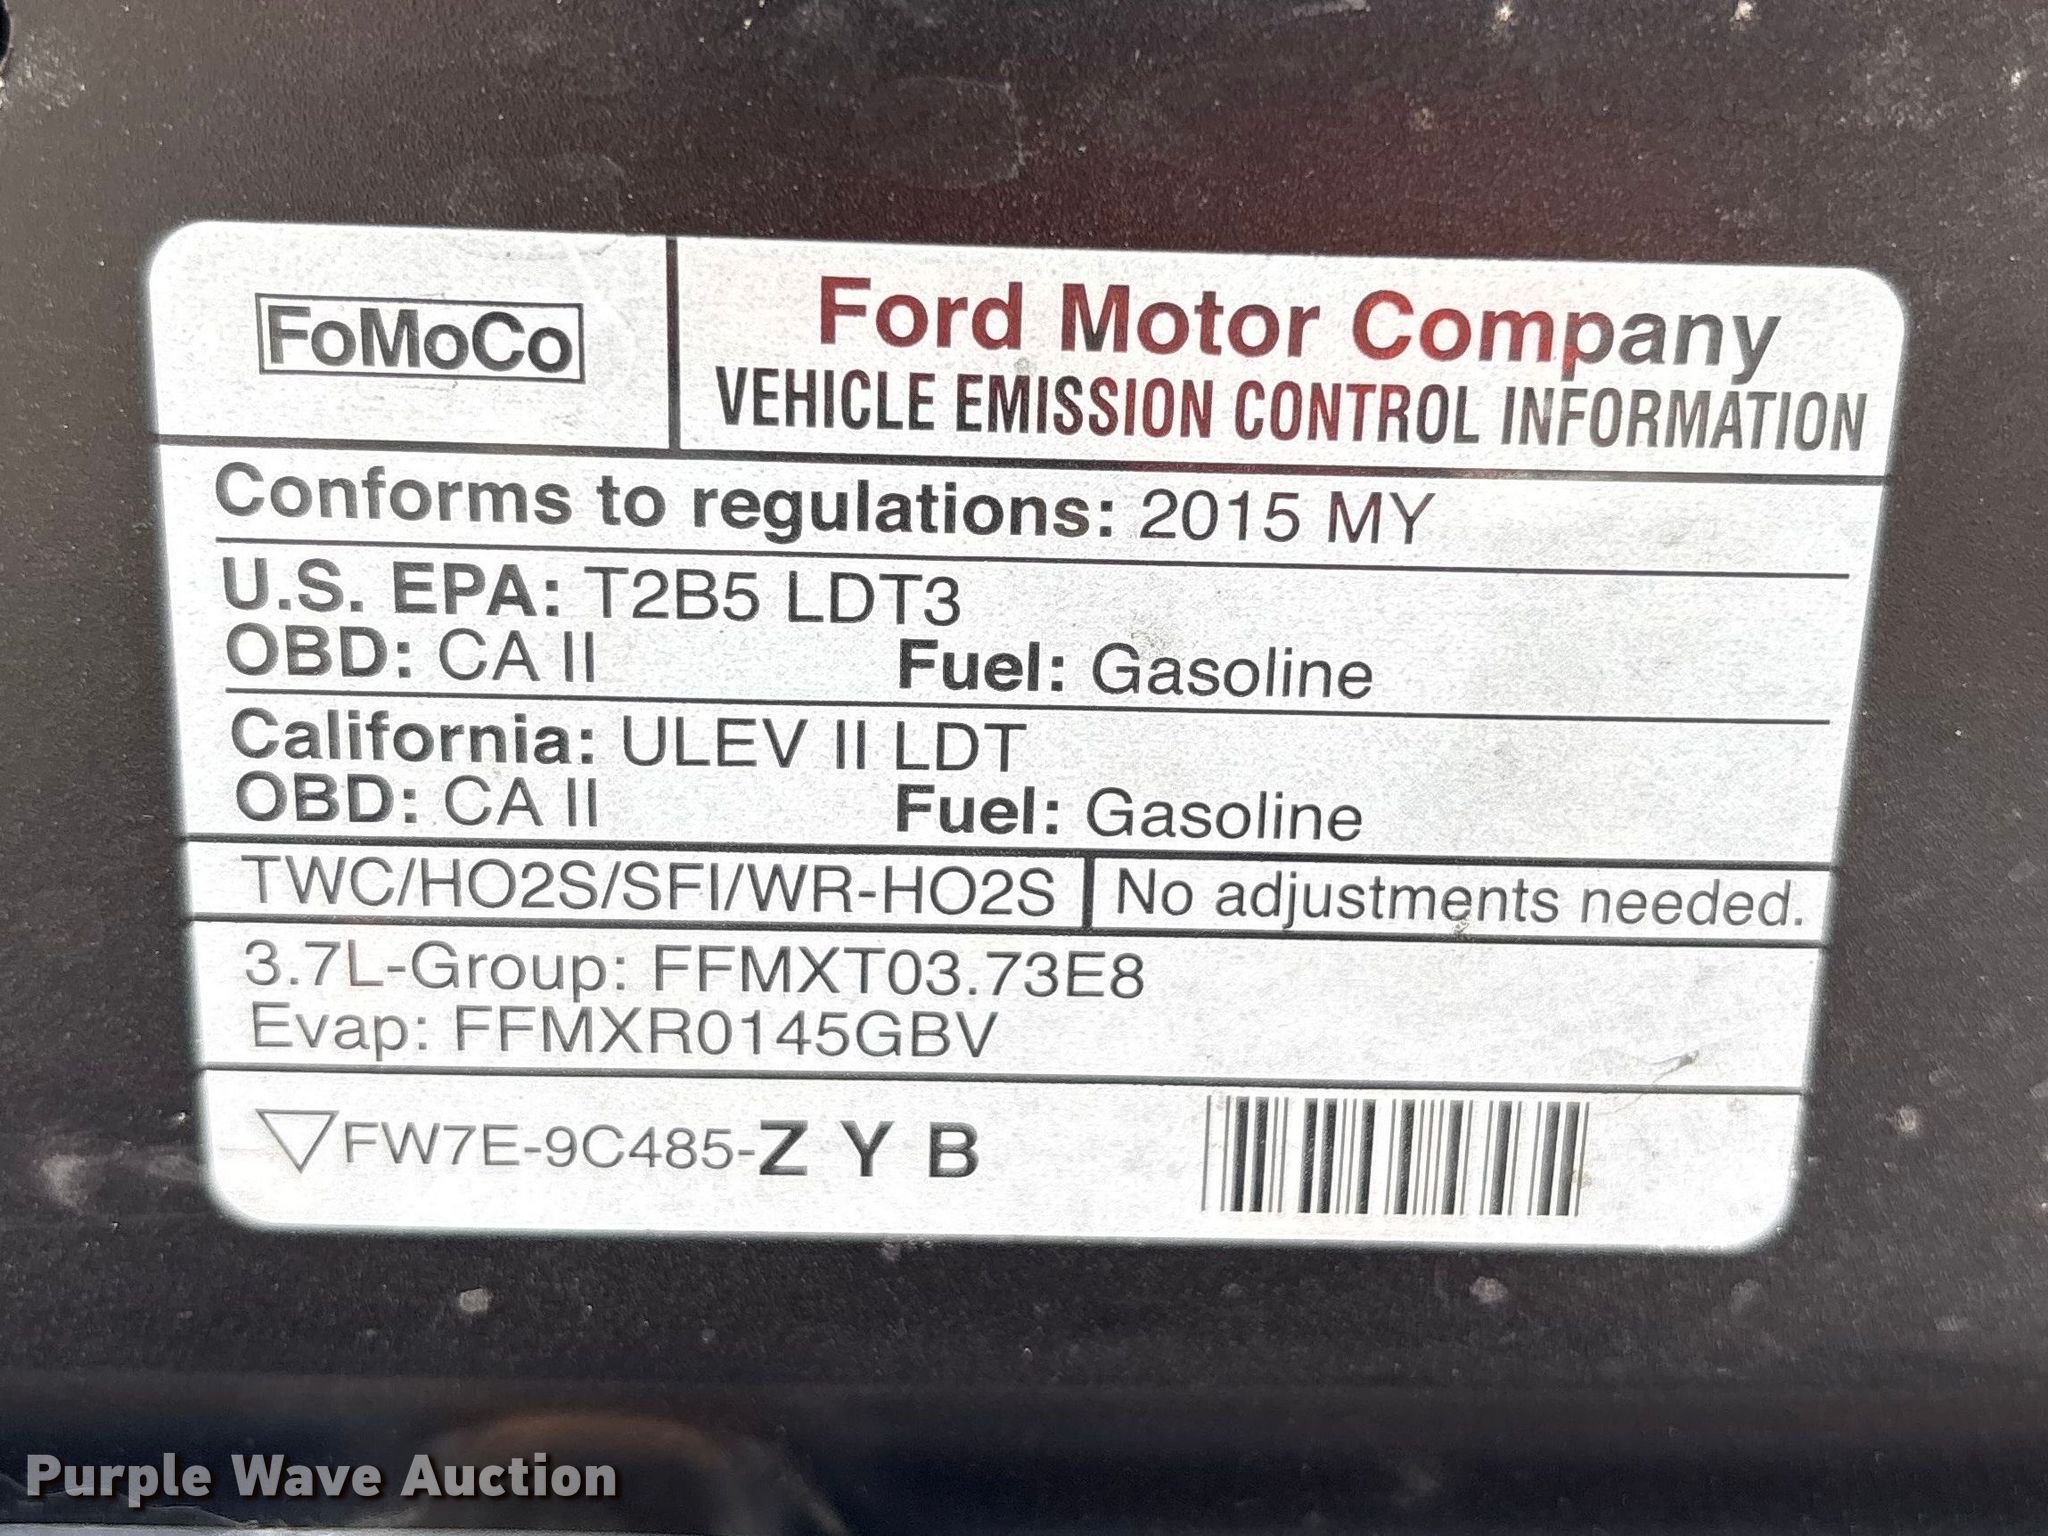 FoMoCo
Ford Motor Company
VEHICLE EMISSION CONTROL INFORMATION
Conforms to regulations: 2015 MY
U.S. EPA: T2B5 LDT3
OBD: CA II Fuel: Gasoline
California: ULEV II LDT
OBD: CA II Fuel: Gasoline
TWC/HO2S/SFI/WR-HO2S No adjustments needed.
3.7L-Group: FFMXT03.73E8
Evap: FFMXR0145GBV
FW7E-9C485-Z Y B
Purple Wave Auction